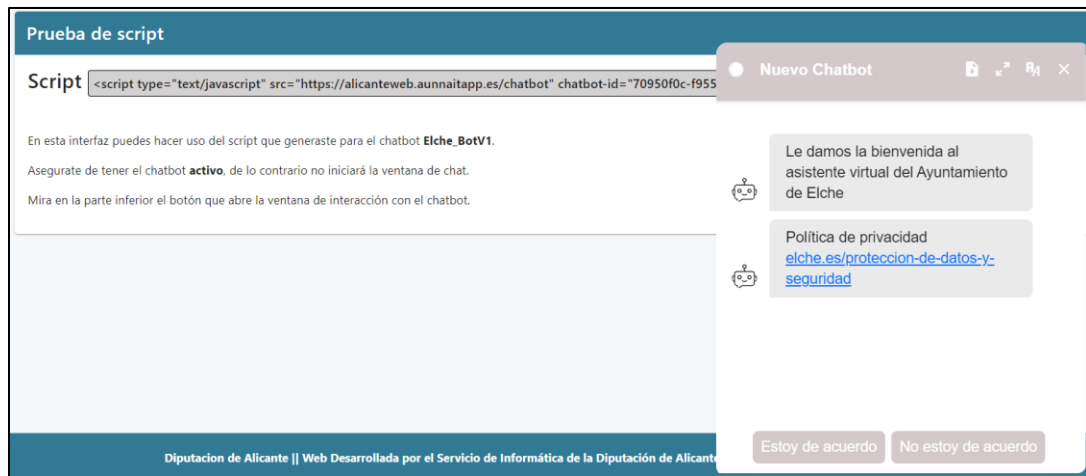 Prueba de script
Script <script type="text/javascript" src="https://alicanteweb.aunnaitapp.es/chatbot" chatbot-id="70950f0c-f955
En esta interfaz puedes hacer uso del script que generaste para el chatbot Elche_BotV1.
Asegurate de tener el chatbot activo, de lo contrario no iniciará la ventana de chat.
Mira en la parte inferior el botón que abre la ventana de interacción con el chatbot.
Nuevo Chatbot
Le damos la bienvenida al
asistente virtual del Ayuntamiento
de Elche
Política de privacidad
elche.es/proteccion-de-datos-y-
seguridad
Estoy de acuerdo No estoy de acuerdo
Diputacion de Alicante || Web Desarrollada por el Servicio de Informática de la Diputación de Alicante